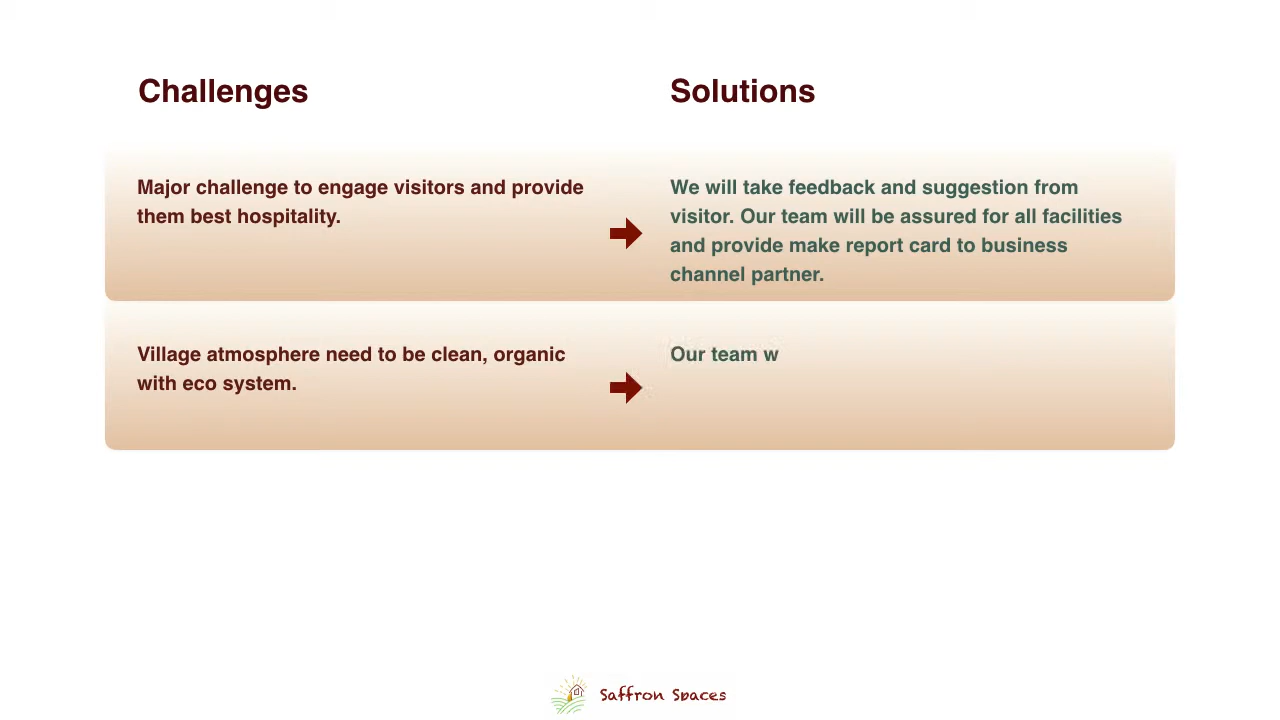 Challenges
Solutions
Major challenge to engage visitors and provide
them best hospitality.
We will take feedback and suggestion from
visitor. Our team will be assured for all facilities
and provide make report card to business
channel partner.
Village atmosphere need to be clean, organic
with eco system.
Our team w
Saffron Spaces